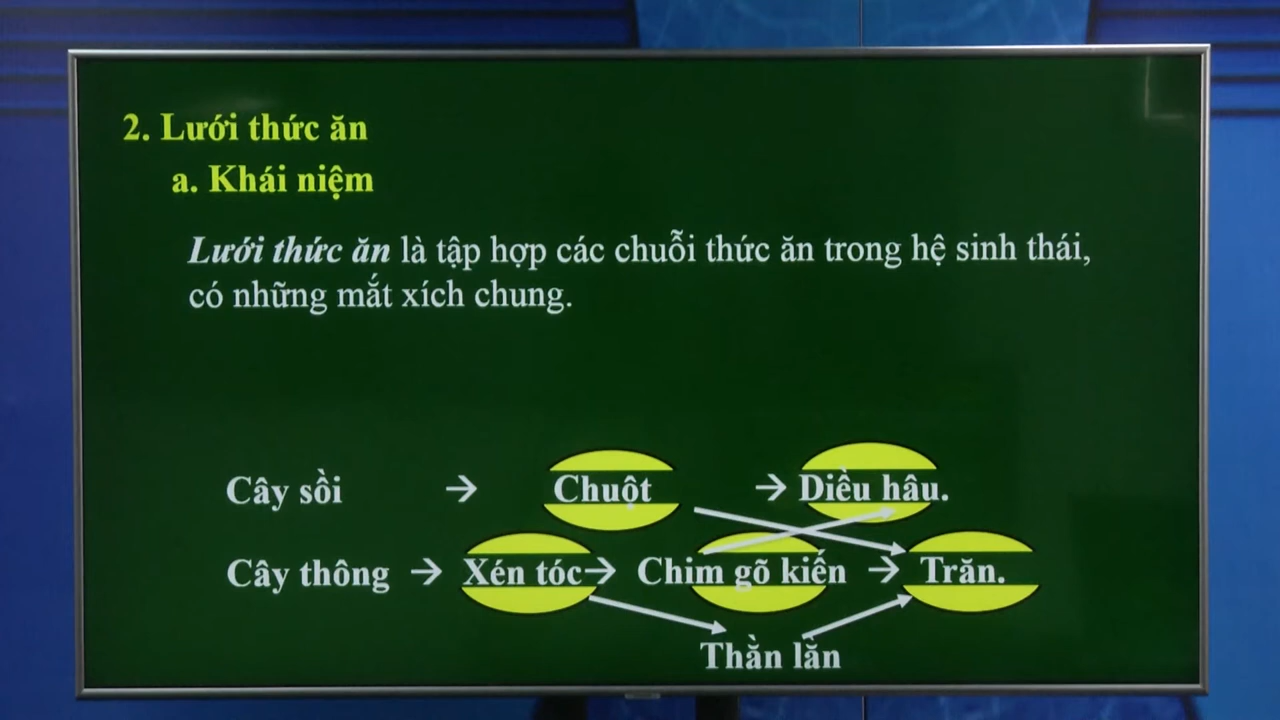 2. Lưới thức ăn
a. Khái niệm
Lưới thức ăn là tập hợp các chuỗi thức ăn trong hệ sinh thái,
có những mắt xích chung.
Cây sồi → Chuột → Diều hâu.
Cây thông → Xén tóc → Chim gõ kiến → Trăn.
Thằn lằn